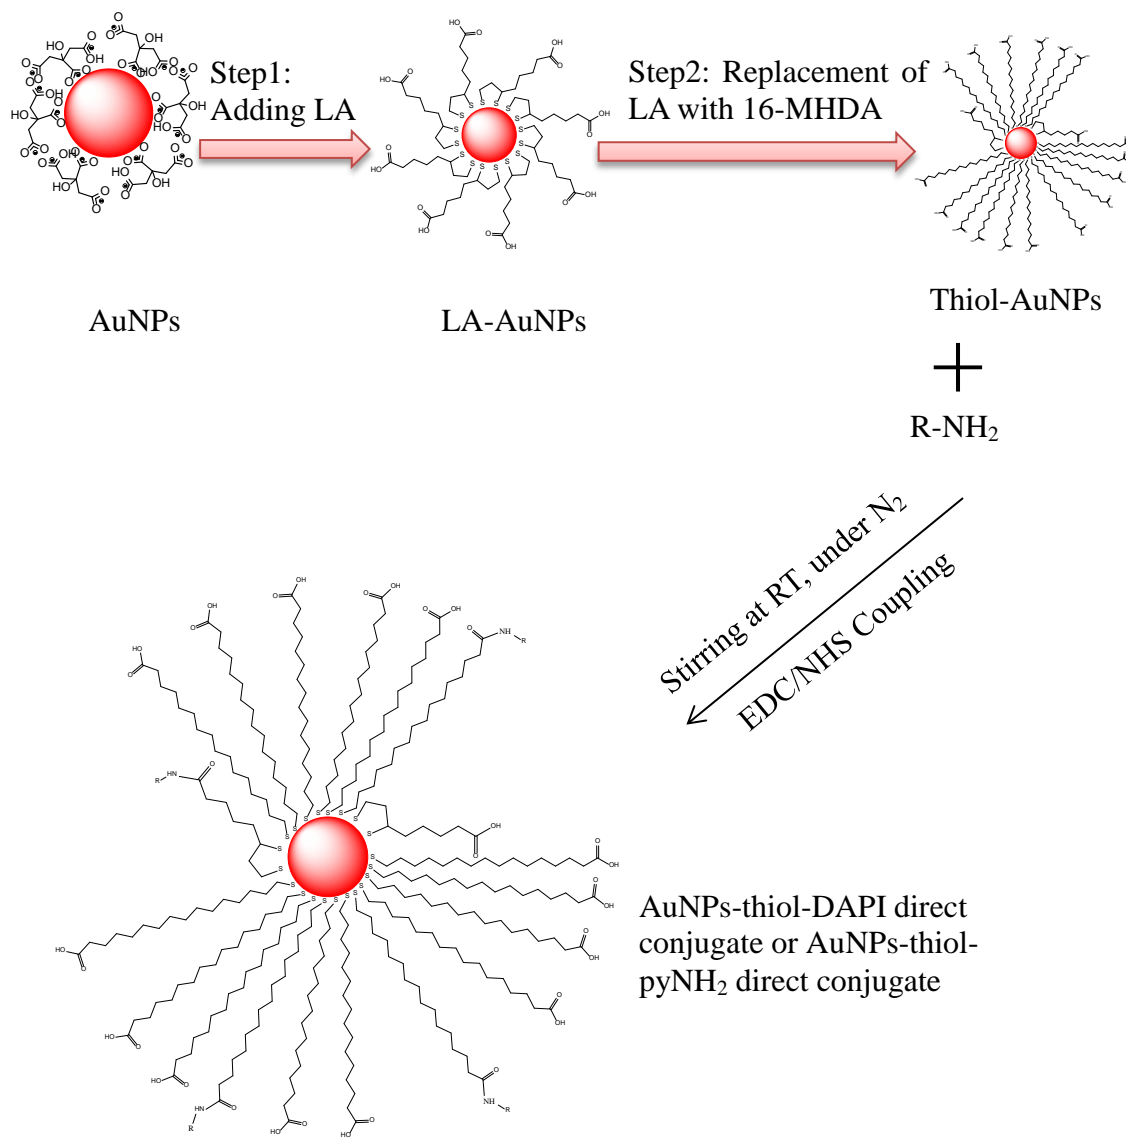 Step1:
Adding LA
Step2: Replacement of
LA with 16-MHDA
AuNPs
LA-AuNPs
Thiol-AuNPs
+
R-NH₂
Stirring at RT, under N₂
EDC/NHS Coupling
AuNPs-thiol-DAPI direct
conjugate or AuNPs-thiol-
pyNH₂ direct conjugate